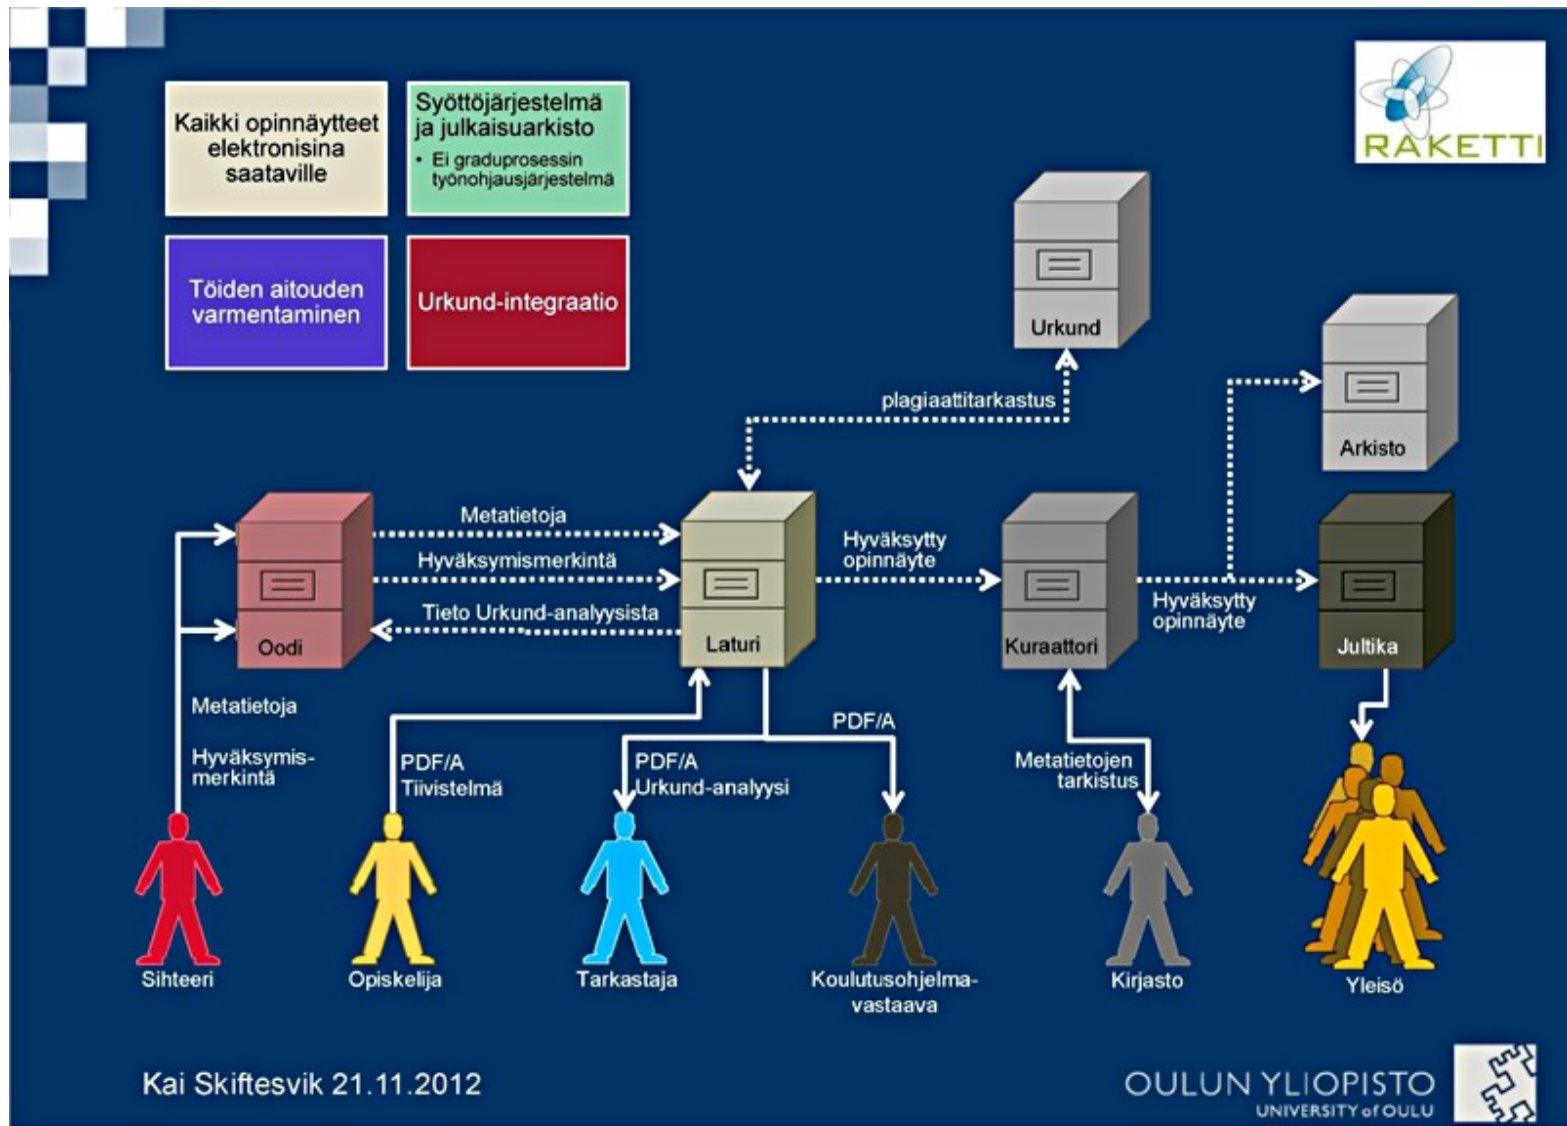 Kaikki opinnäytteet
elektronisina
saataville
Syöttöjärjestelmä
ja julkaisuarkisto
• Ei graduprosessin
työnohjausjärjestelmä
RAKETTI
Töiden aitouden
varmentaminen
Urkund-integraatio
Urkund
plagiaattitarkastus
Arkisto
Metatietoja
Hyväksymismerkintä
Tieto Urkund-analyysista
Oodi
Laturi
Hyväksytty
opinnäyte
Kuraattori
Hyväksytty
opinnäyte
Jultika
Metatietoja
Hyväksymis-
merkintä
PDF/A
Tiivistelmä
PDF/A
Urkund-analyysi
PDF/A
Metatietojen
tarkistus
Sihteeri
Opiskelija
Tarkastaja
Koulutusohjelma-
vastaava
Kirjasto
Yleisö
Kai Skiftesvik 21.11.2012
OULUN YLIOPISTO
UNIVERSITY of OULU